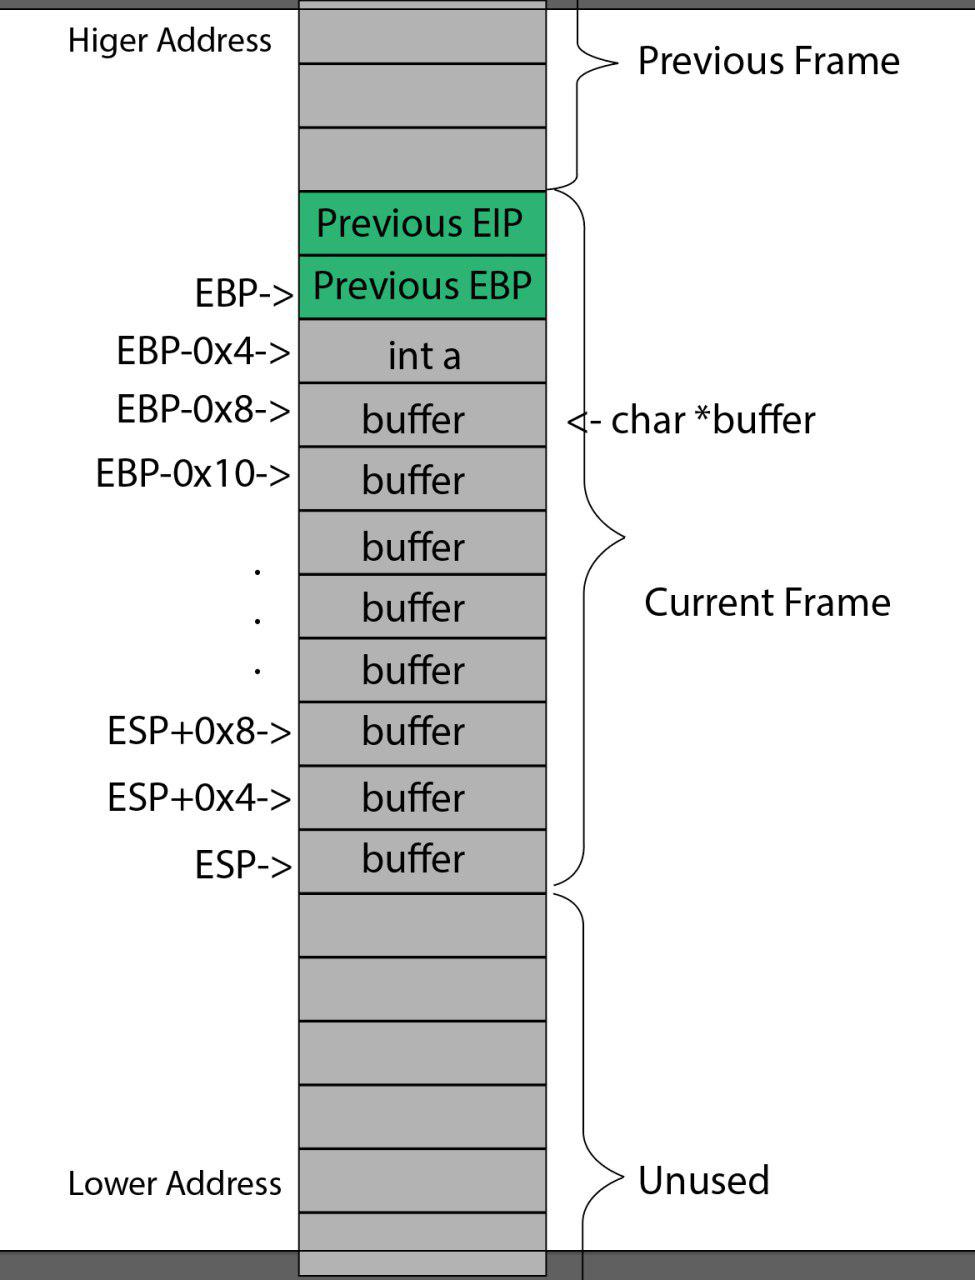 Higer Address
Previous Frame
Previous EIP
EBP->
Previous EBP
EBP-0x4->
int a
EBP-0x8->
buffer
<- char *buffer
EBP-0x10->
buffer
buffer
.
buffer
Current Frame
.
buffer
.
ESP+0x8->
buffer
ESP+0x4->
buffer
ESP->
buffer
Lower Address
Unused